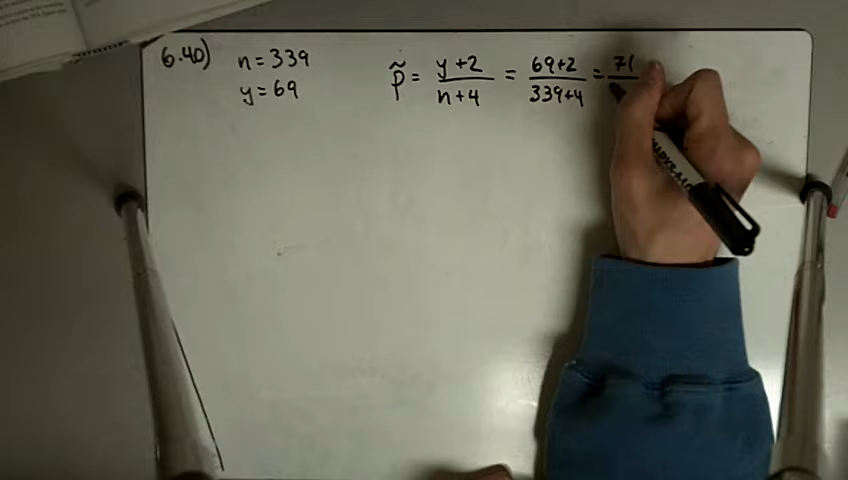 6.40) n = 339 p̃ = y+2/n+4 = 69+2/339+4 = 71/
y = 69